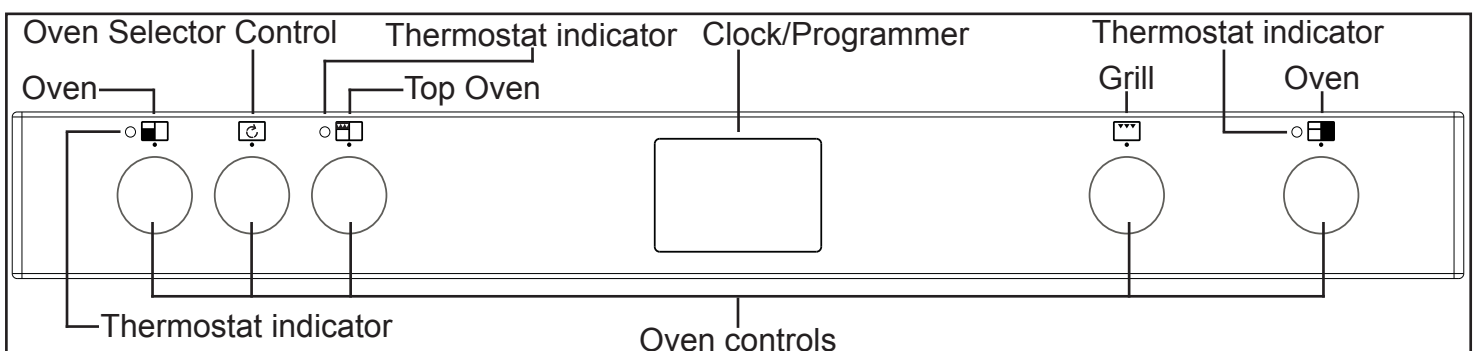 Oven Selector Control
Thermostat indicator
Clock/Programmer
Thermostat indicator
Oven
Top Oven
Grill
Oven
Thermostat indicator
Oven controls